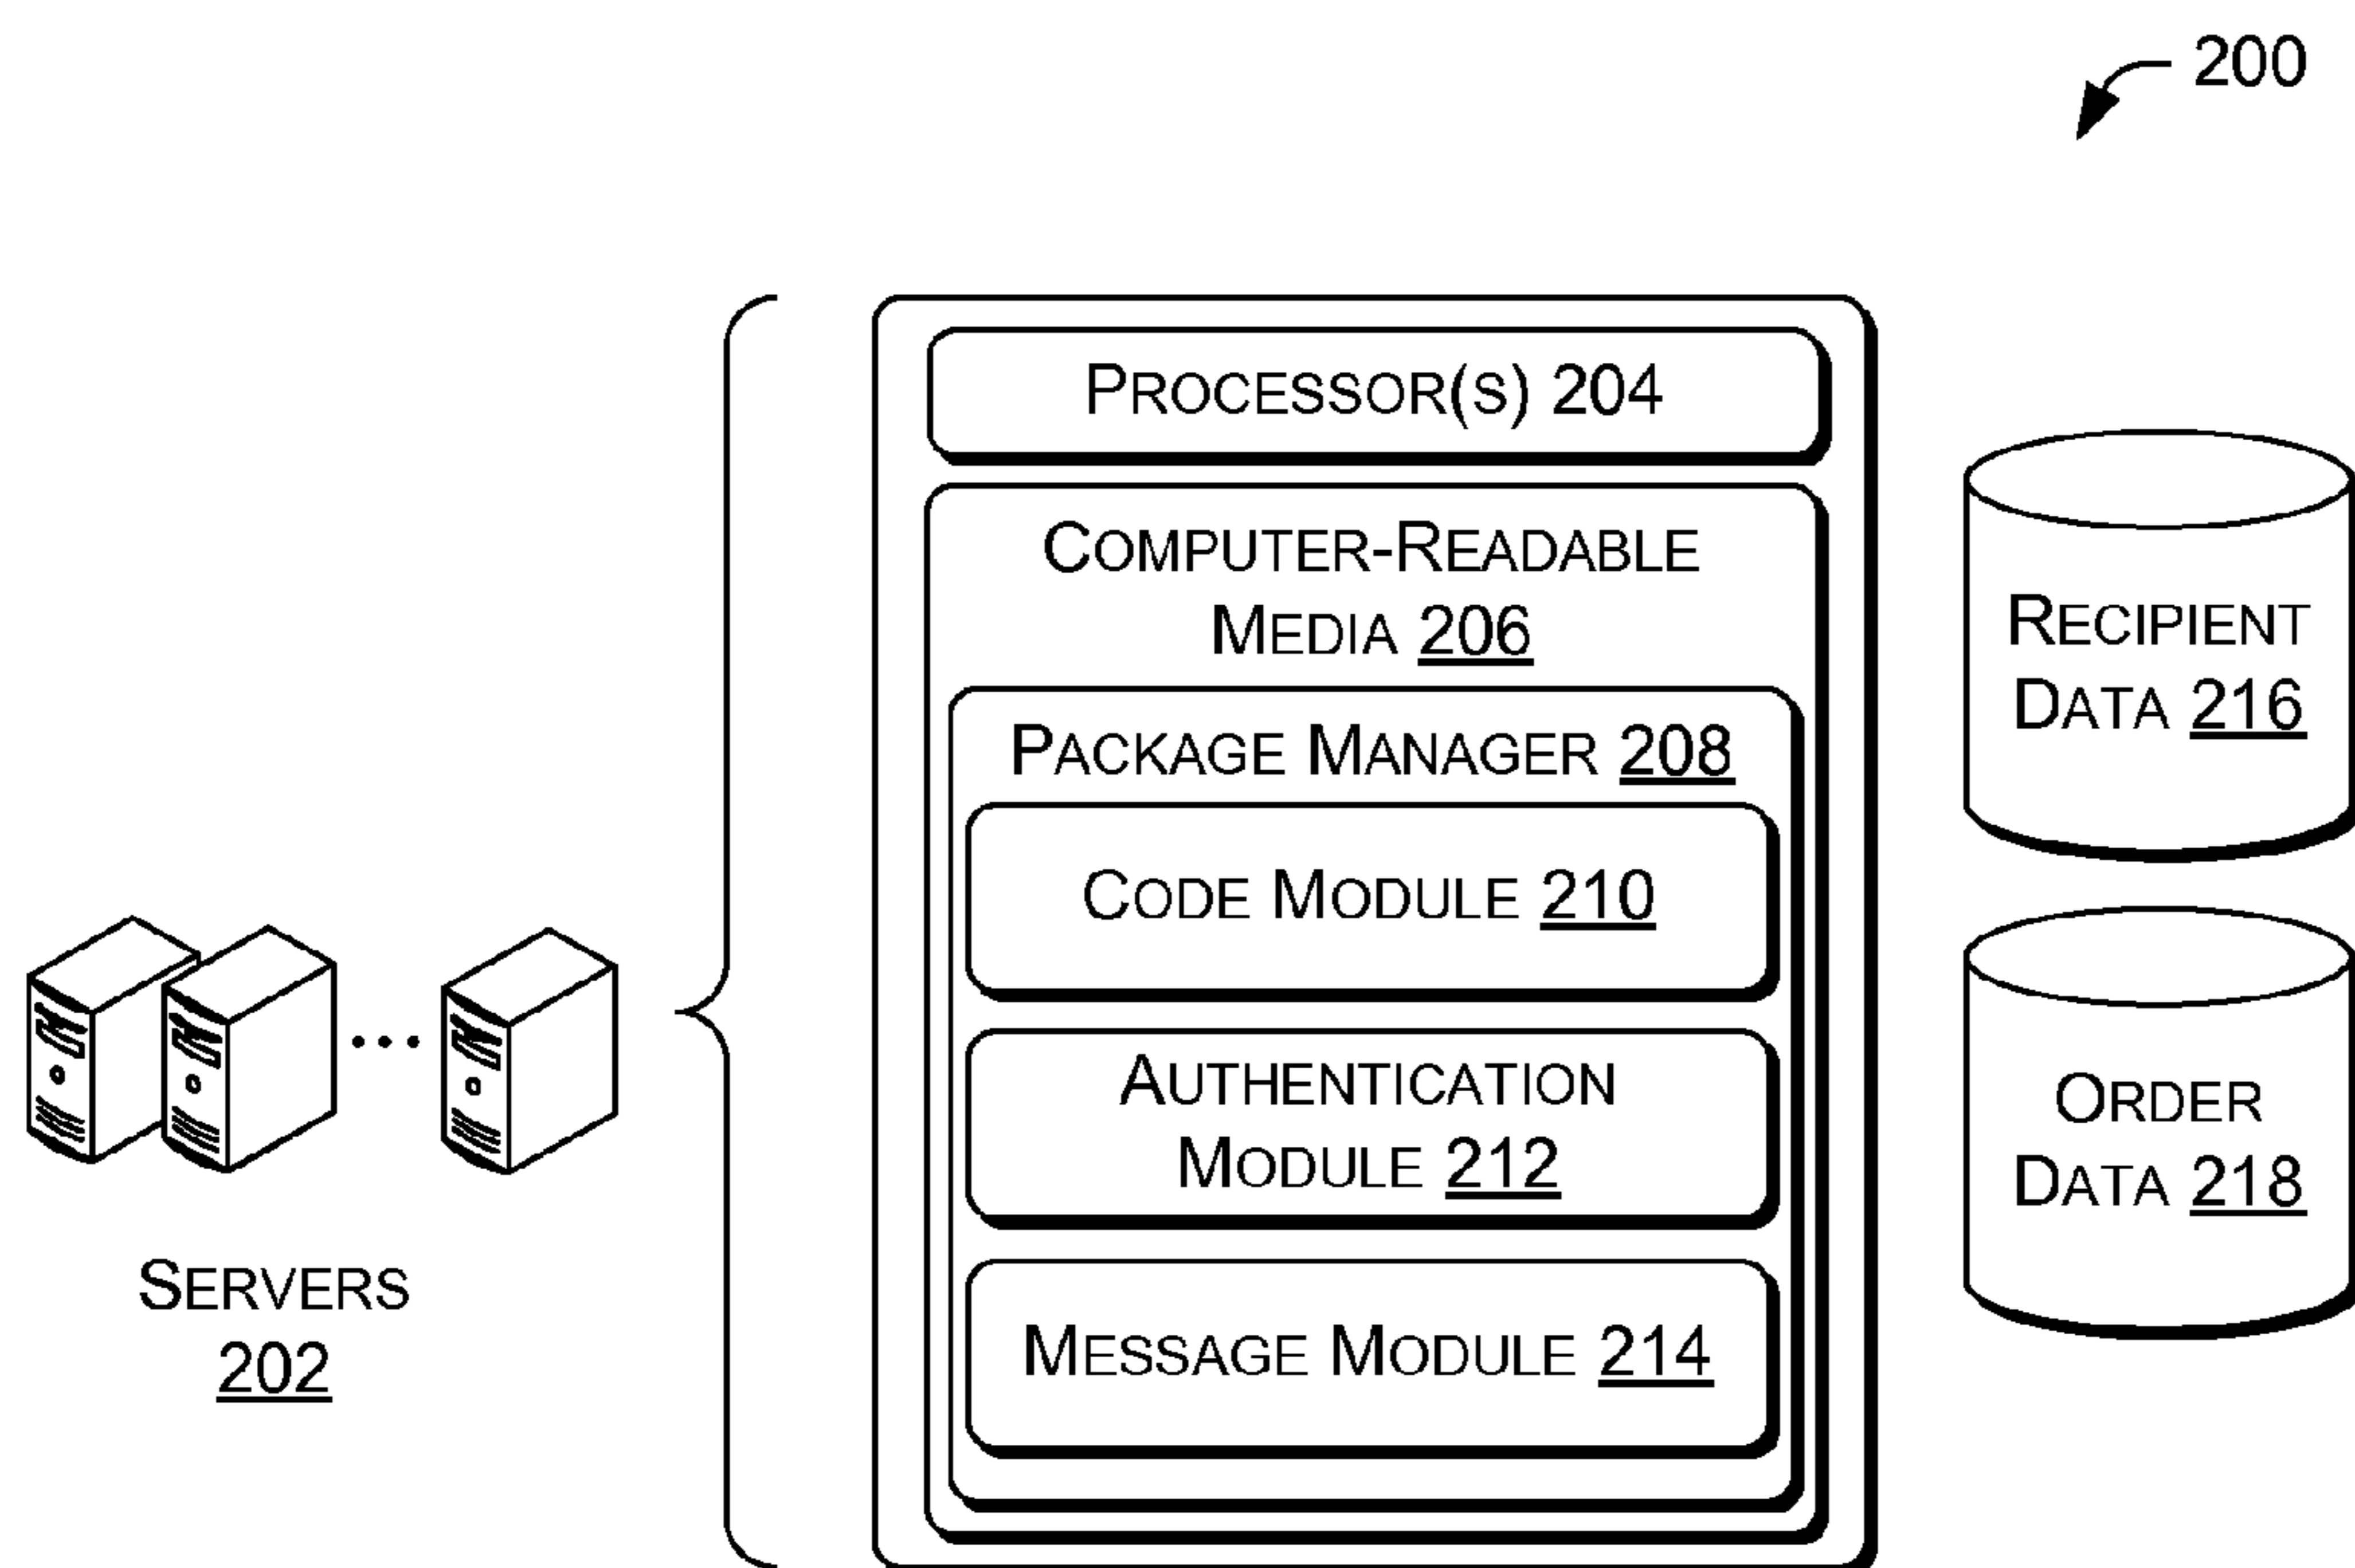 200
PROCESSOR(S) 204
COMPUTER-READABLE
MEDIA 206
PACKAGE MANAGER 208
CODE MODULE 210
AUTHENTICATION
MODULE 212
MESSAGE MODULE 214
RECIPIENT
DATA 216
ORDER
DATA 218
SERVERS
202